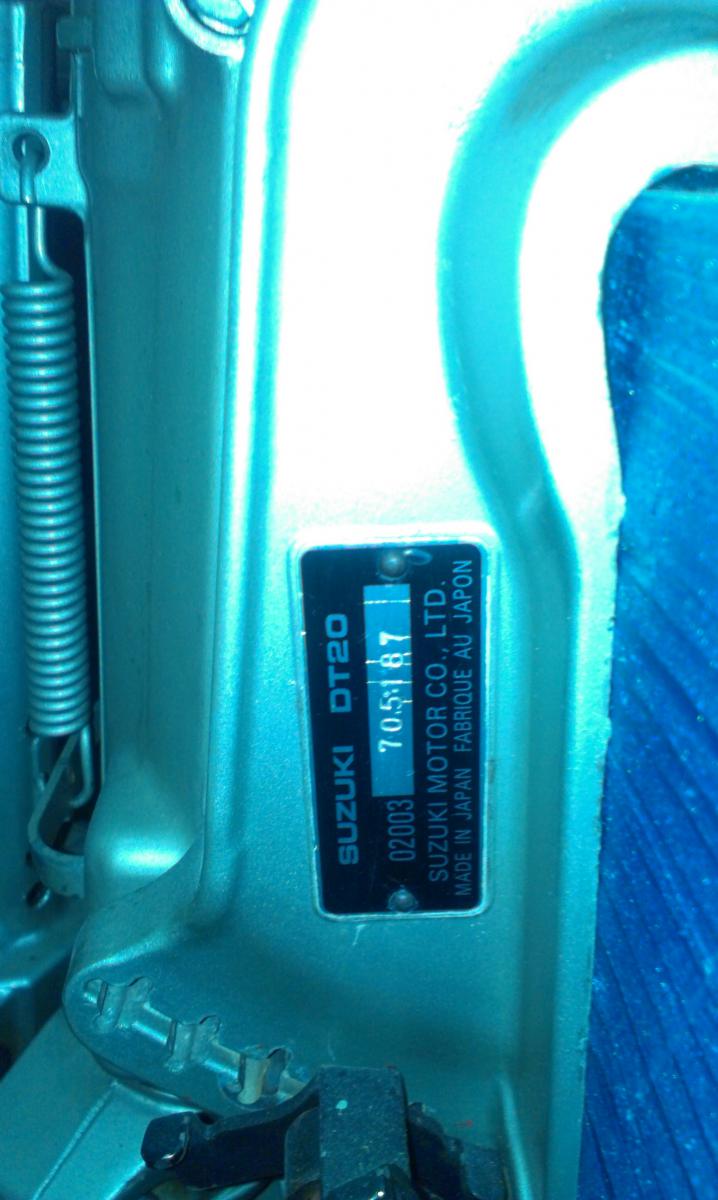 SUZUKI DT20
02003 705187
SUZUKI MOTOR CO., LTD.
MADE IN JAPAN FABRIQUE AU JAPON